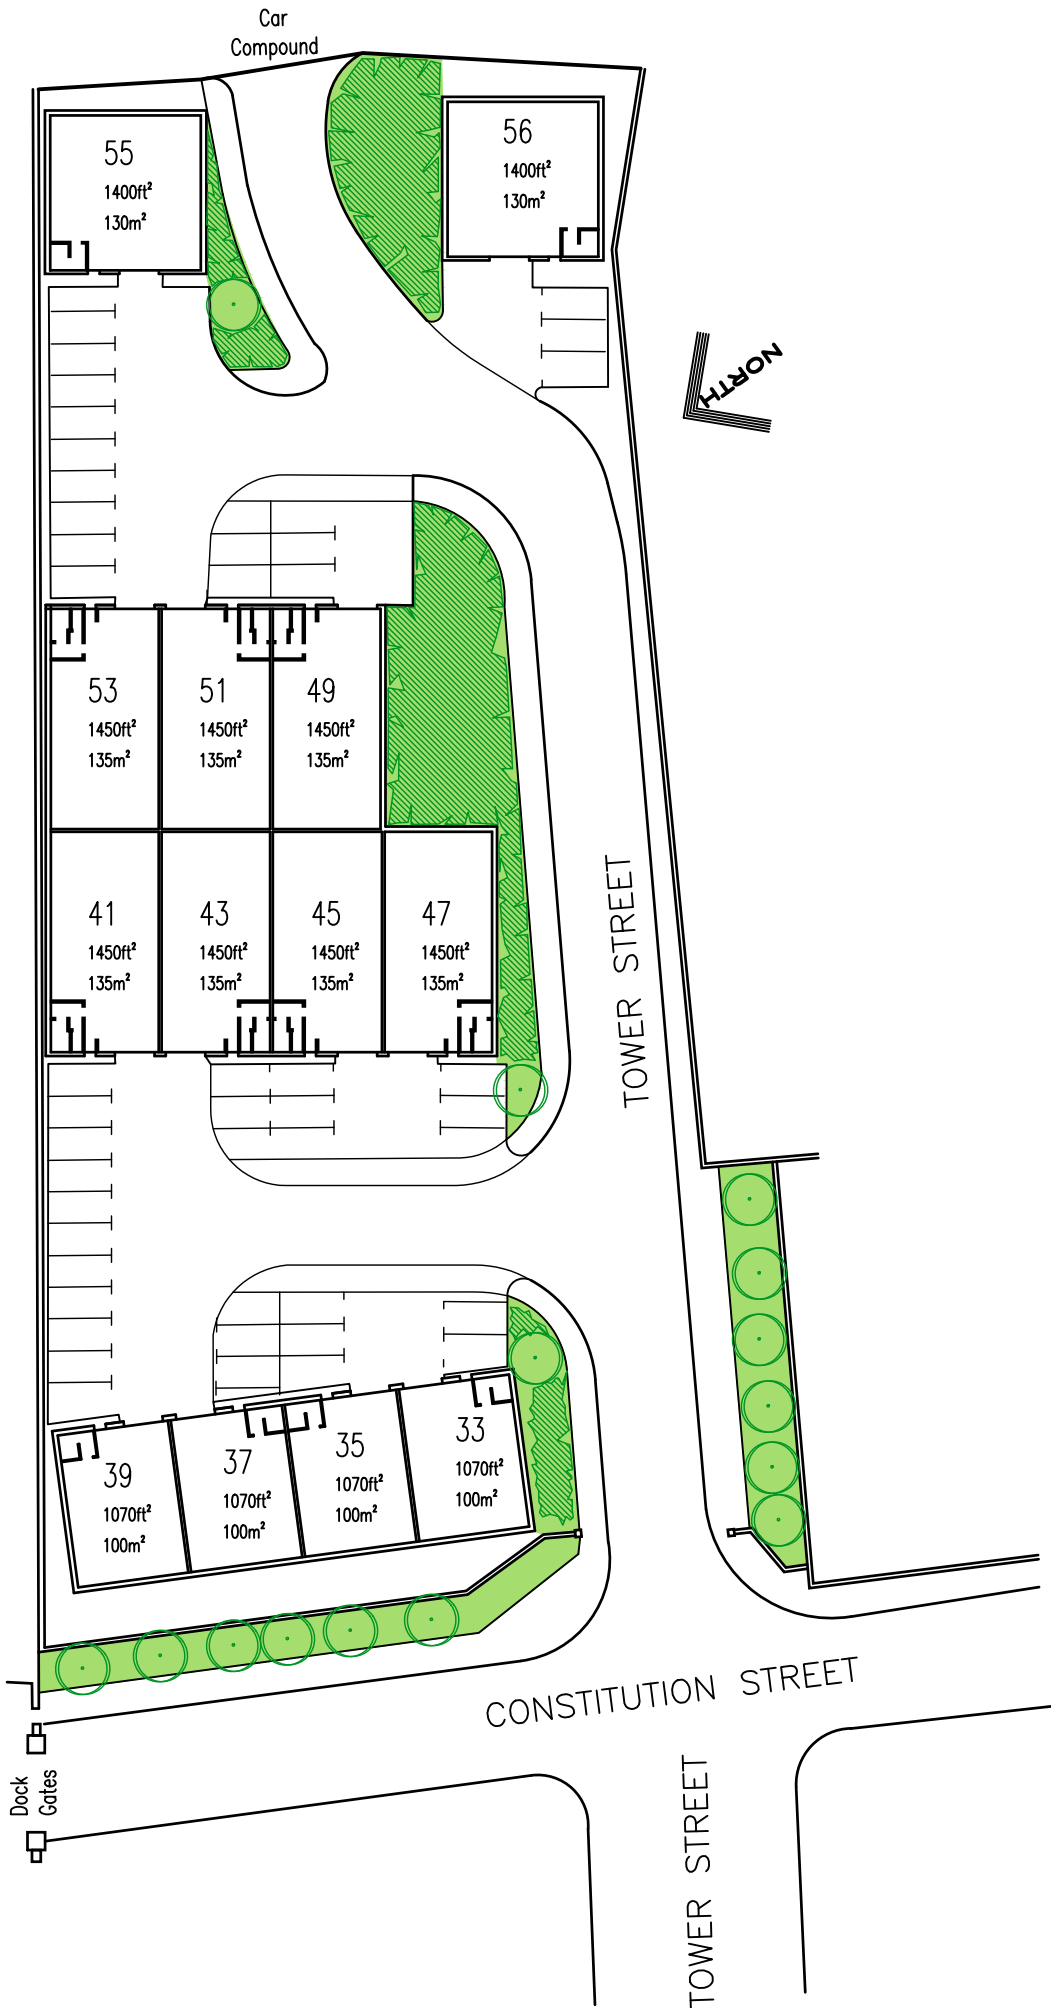 Car
Compound
55
1400ft²
130m²
56
1400ft²
130m²
NORTH
53
1450ft²
135m²
51
1450ft²
135m²
49
1450ft²
135m²
41
1450ft²
135m²
43
1450ft²
135m²
45
1450ft²
135m²
47
1450ft²
135m²
TOWER STREET
39
1070ft²
100m²
37
1070ft²
100m²
35
1070ft²
100m²
33
1070ft²
100m²
CONSTITUTION STREET
Dock
Gates
TOWER STREET